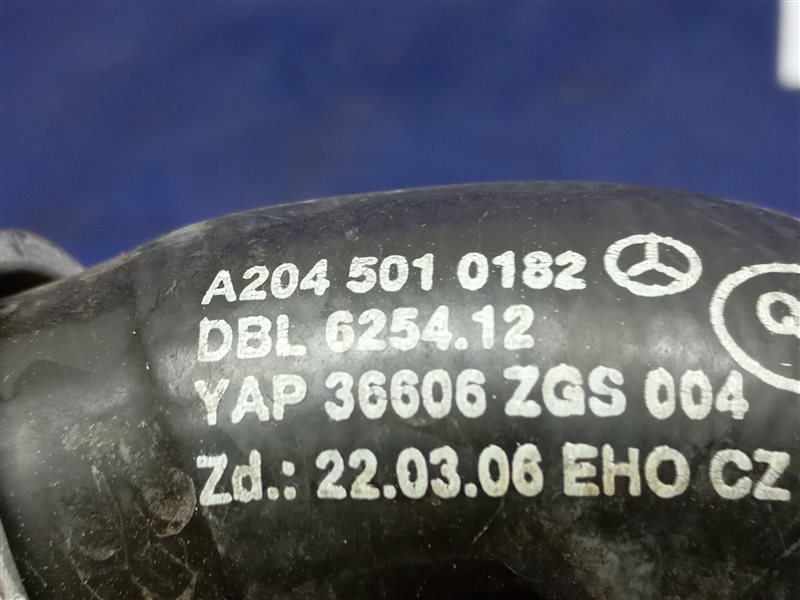 A204 501 0182
DBL 6254.12
YAP 36606 ZGS 004
Zd.: 22.03.06 EHO CZ
Q